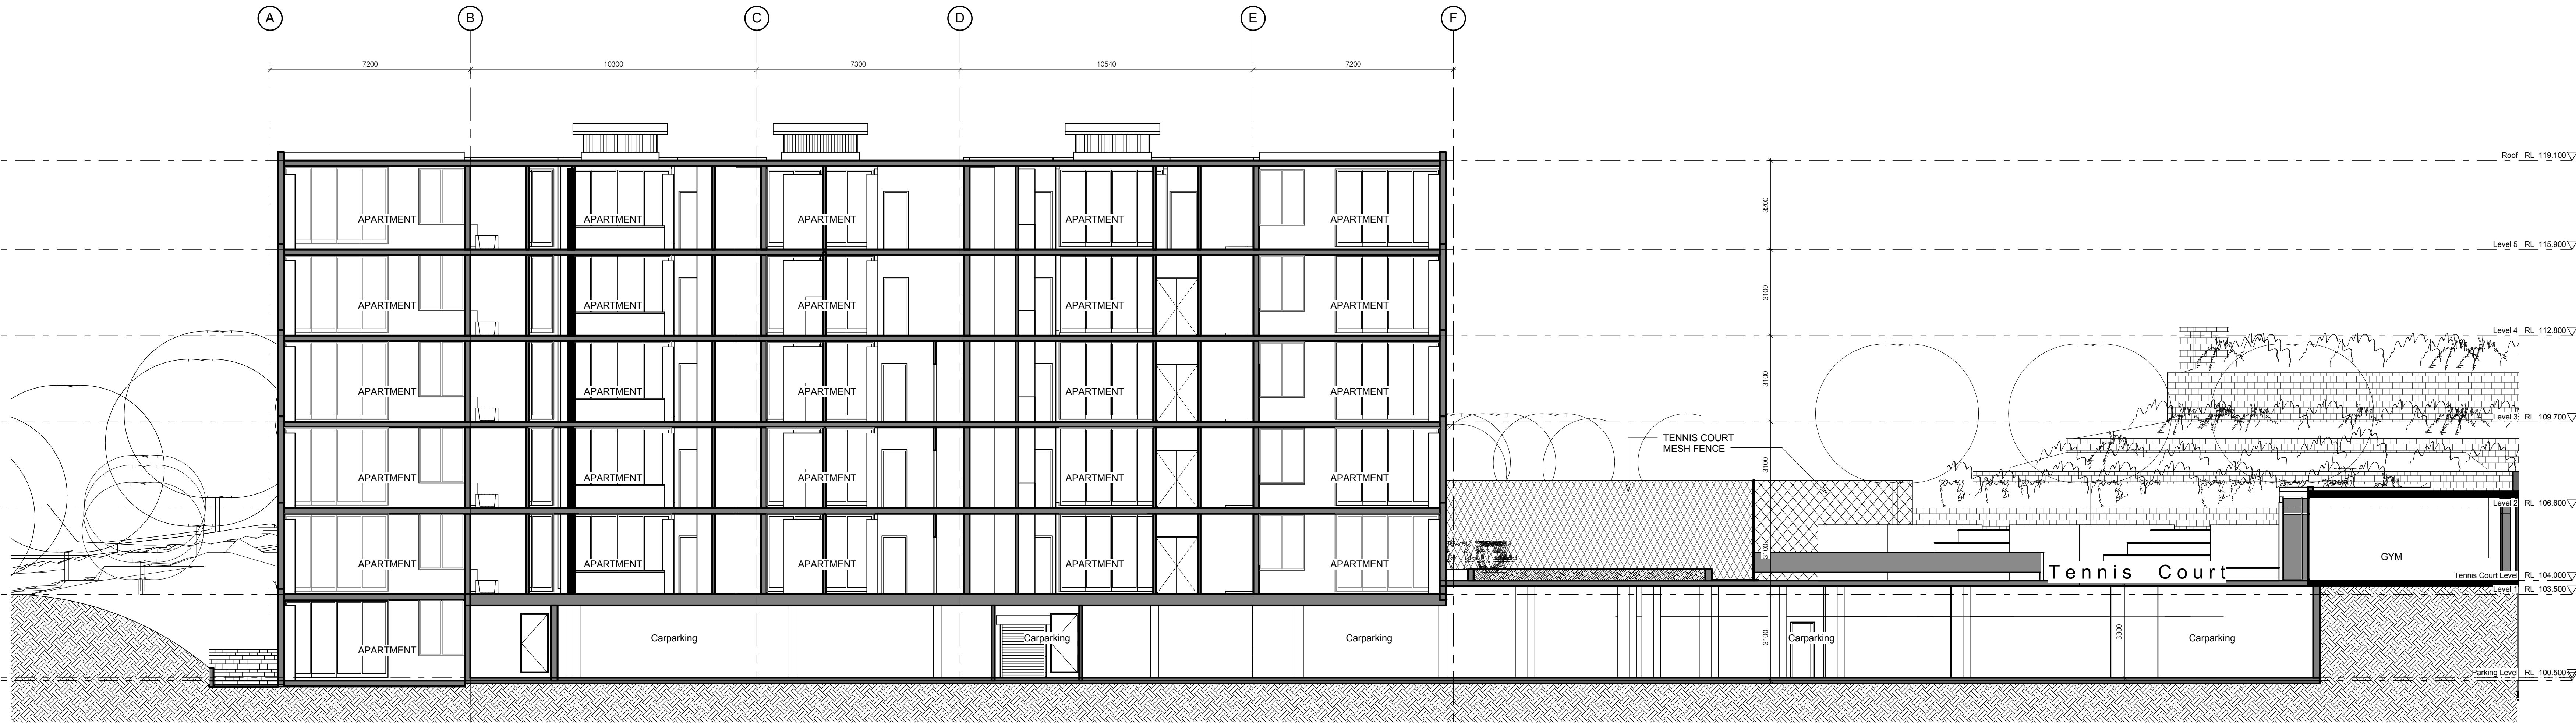 A B C D E F
7200 10300 7300 10540 7200
Roof RL 119.100
3200
APARTMENT APARTMENT APARTMENT APARTMENT APARTMENT
Level 5 RL 115.900
3100
APARTMENT APARTMENT APARTMENT APARTMENT APARTMENT
Level 4 RL 112.800
3100
APARTMENT APARTMENT APARTMENT APARTMENT APARTMENT
Level 3 RL 109.700
TENNIS COURT
MESH FENCE
3100
APARTMENT APARTMENT APARTMENT APARTMENT APARTMENT
Level 2 RL 106.600
3100
APARTMENT APARTMENT APARTMENT APARTMENT APARTMENT
GYM
Tennis Court
Tennis Court Level RL 104.000
Level 1 RL 103.500
3100
3300
APARTMENT Carparking Carparking Carparking Carparking Carparking
Parking Level RL 100.500